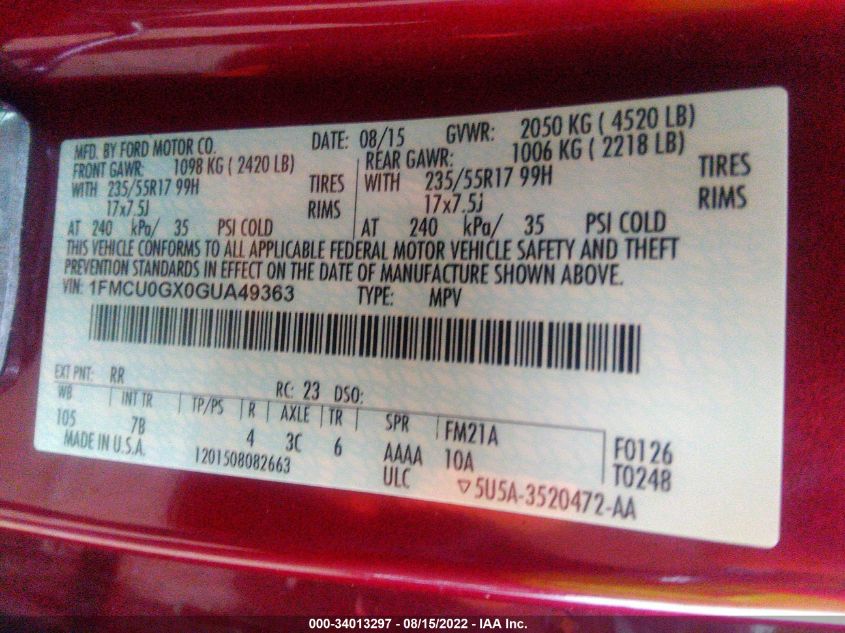 MFD. BY FORD MOTOR CO. DATE: 08/15 GVWR: 2050 KG ( 4520 LB)
FRONT GAWR: 1098 KG ( 2420 LB) REAR GAWR: 1006 KG ( 2218 LB)
WITH 235/55R17 99H TIRES WITH 235/55R17 99H TIRES
17x7.5J RIMS 17x7.5J RIMS
AT 240 kPa/ 35 PSI COLD AT 240 kPa/ 35 PSI COLD
THIS VEHICLE CONFORMS TO ALL APPLICABLE FEDERAL MOTOR VEHICLE SAFETY AND THEFT
PREVENTION STANDARDS IN EFFECT ON THE DATE OF MANUFACTURE SHOWN ABOVE.
VIN: 1FMCU0GX0GUA49363 TYPE: MPV
EXT PNT: RR RC: 23 DSO:
WB INT TR TP/PS R AXLE TR SPR FM21A F0126
105 7B 4 3C 6 AAAA 10A T0248
MADE IN U.S.A. 1201508082663 ULC ▽5U5A-3520472-AA
000-34013297 - 08/15/2022 - IAA Inc.